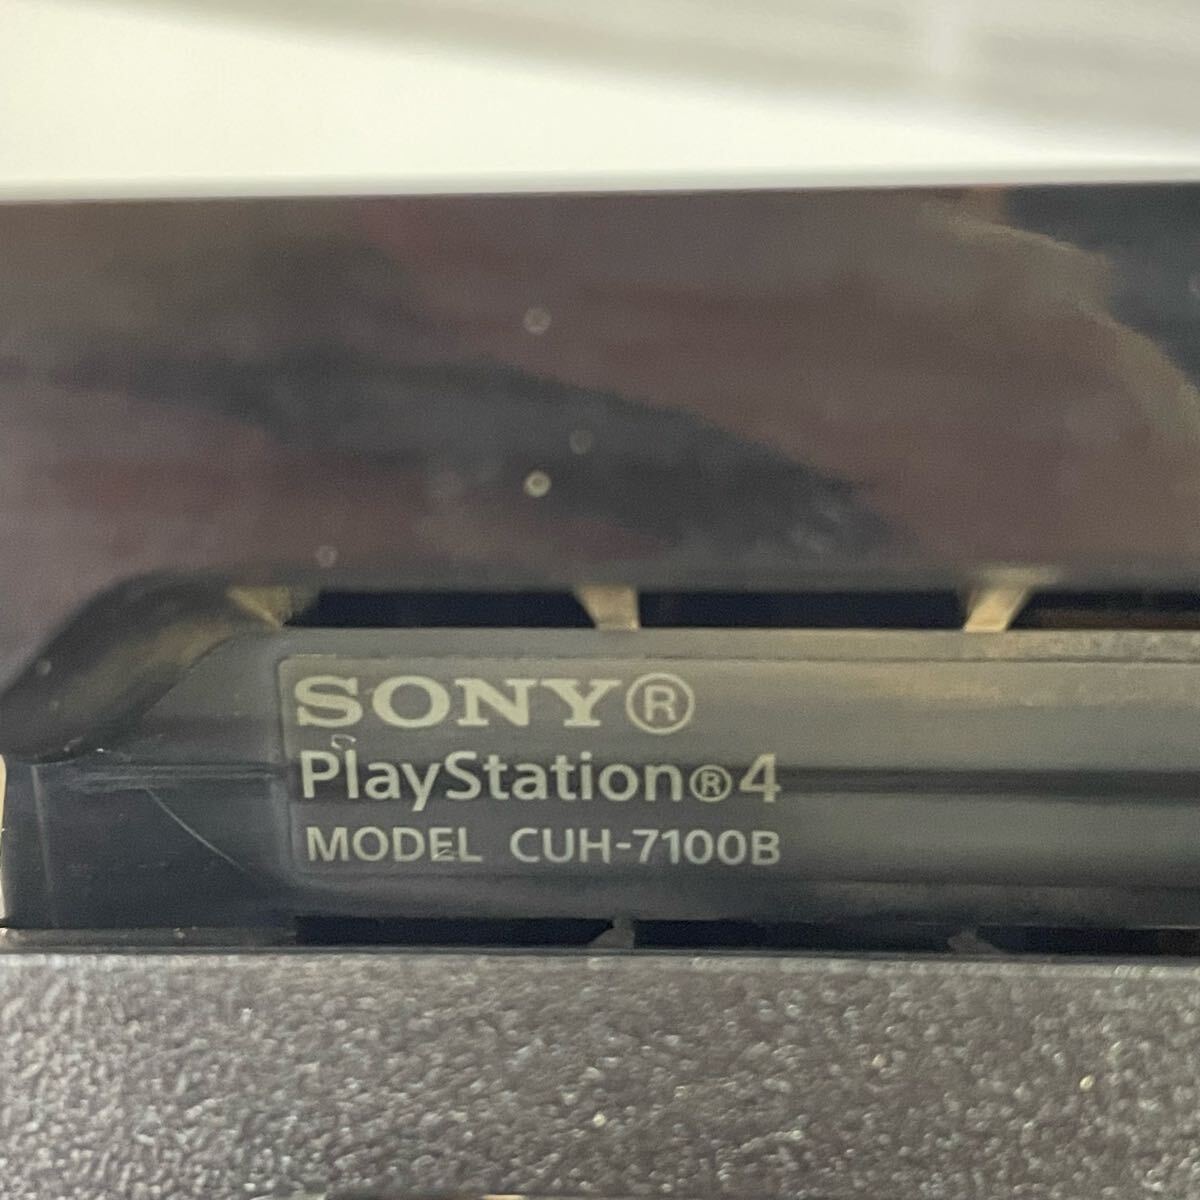 SONY®
PlayStation®4
MODEL CUH-7100B